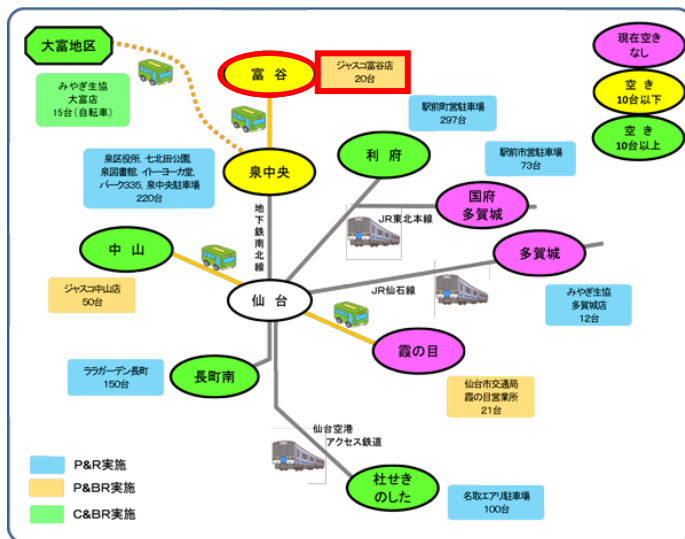 大富地区
みやぎ生協
大富店
15台(自転車)
富谷
ジャスコ富谷店
20台
現在空き
なし
空き
10台以下
空き
10台以上
駅前町営駐車場
297台
利府
駅前市営駐車場
73台
泉区役所, 七北田公園,
泉図書館, イトーヨーカ堂,
パーク335, 泉中央駐車場
220台
泉中央
国府
多賀城
JR東北本線
地下鉄南北線
中山
多賀城
ジャスコ中山店
50台
仙台
JR仙石線
みやぎ生協
多賀城店
12台
霞の目
ララガーデン長町
150台
長町南
仙台市交通局
霞の目営業所
21台
仙台空港
アクセス鉄道
P&R実施
P&BR実施
C&BR実施
杜せき
のした
名取エアリ駐車場
100台